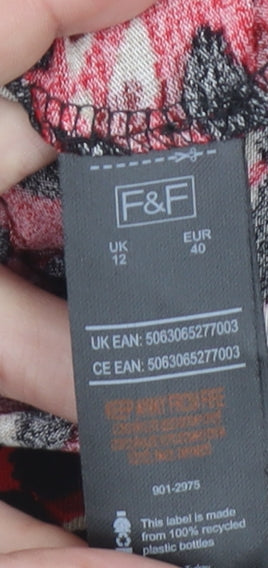 F&F
UK EUR
12 40
UK EAN: 5063065277003
CE EAN: 5063065277003
KEEP AWAY FROM FIRE
901-2975
This label is made
from 100% recycled
plastic bottles